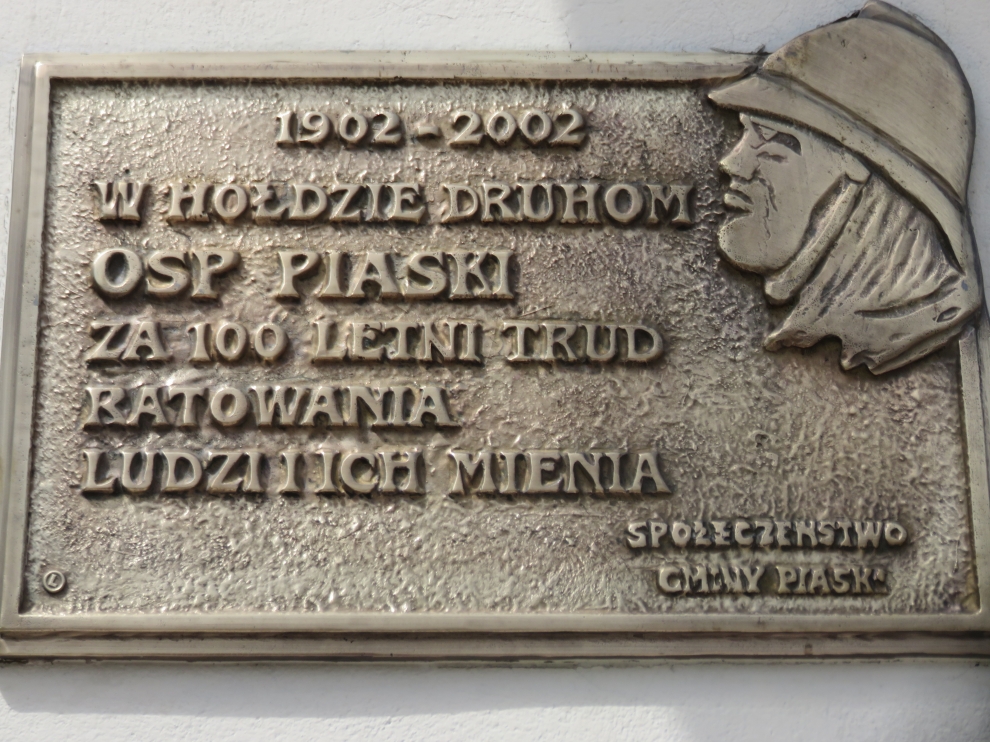 1902-2002
W HOŁDZIE DRUHOM
OSP PIASKI
ZA 100 LETNI TRUD
RATOWANIA
LUDZI I ICH MIENIA
SPOŁECZEŃSTWO
GMINY PIASKI